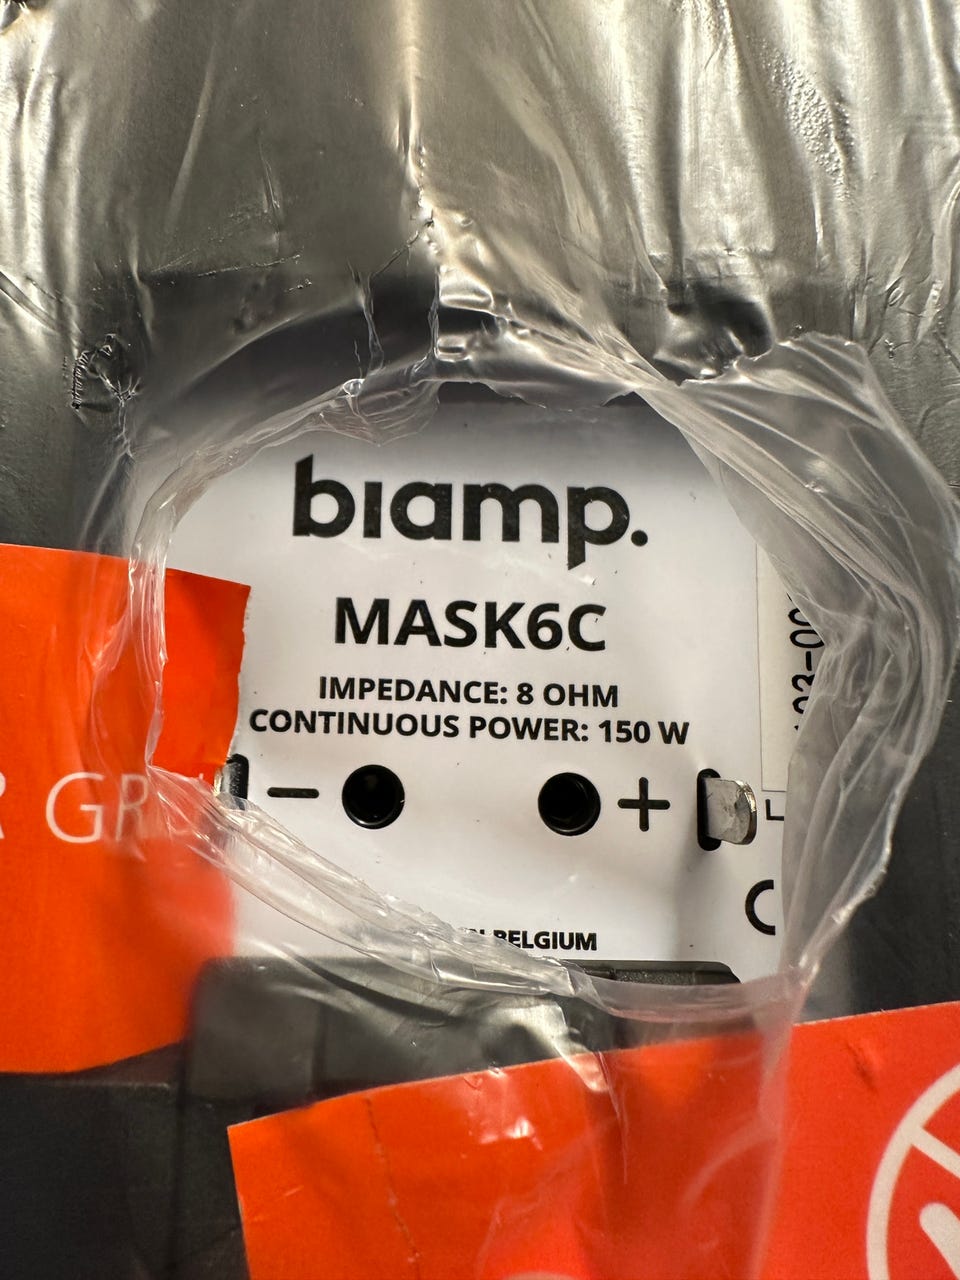 biamp.
MASK6C
IMPEDANCE: 8 OHM
CONTINUOUS POWER: 150 W
− +
BELGIUM